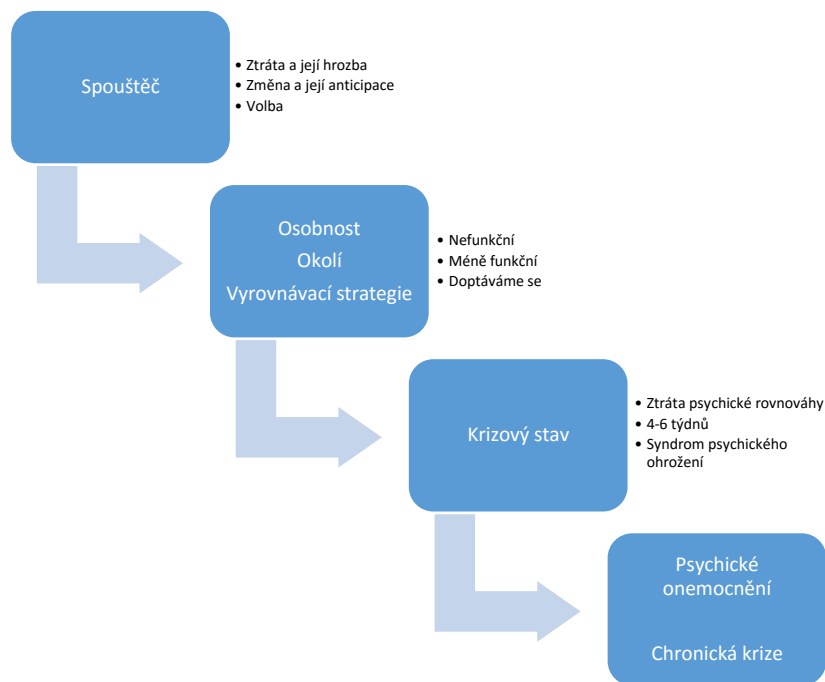 Spouštěč
• Ztráta a její hrozba
• Změna a její anticipace
• Volba
Osobnost
Okolí
Vyrovnávací strategie
• Nefunkční
• Méně funkční
• Doptáváme se
Krizový stav
• Ztráta psychické rovnováhy
• 4-6 týdnů
• Syndrom psychického
ohrožení
Psychické
onemocnění
Chronická krize